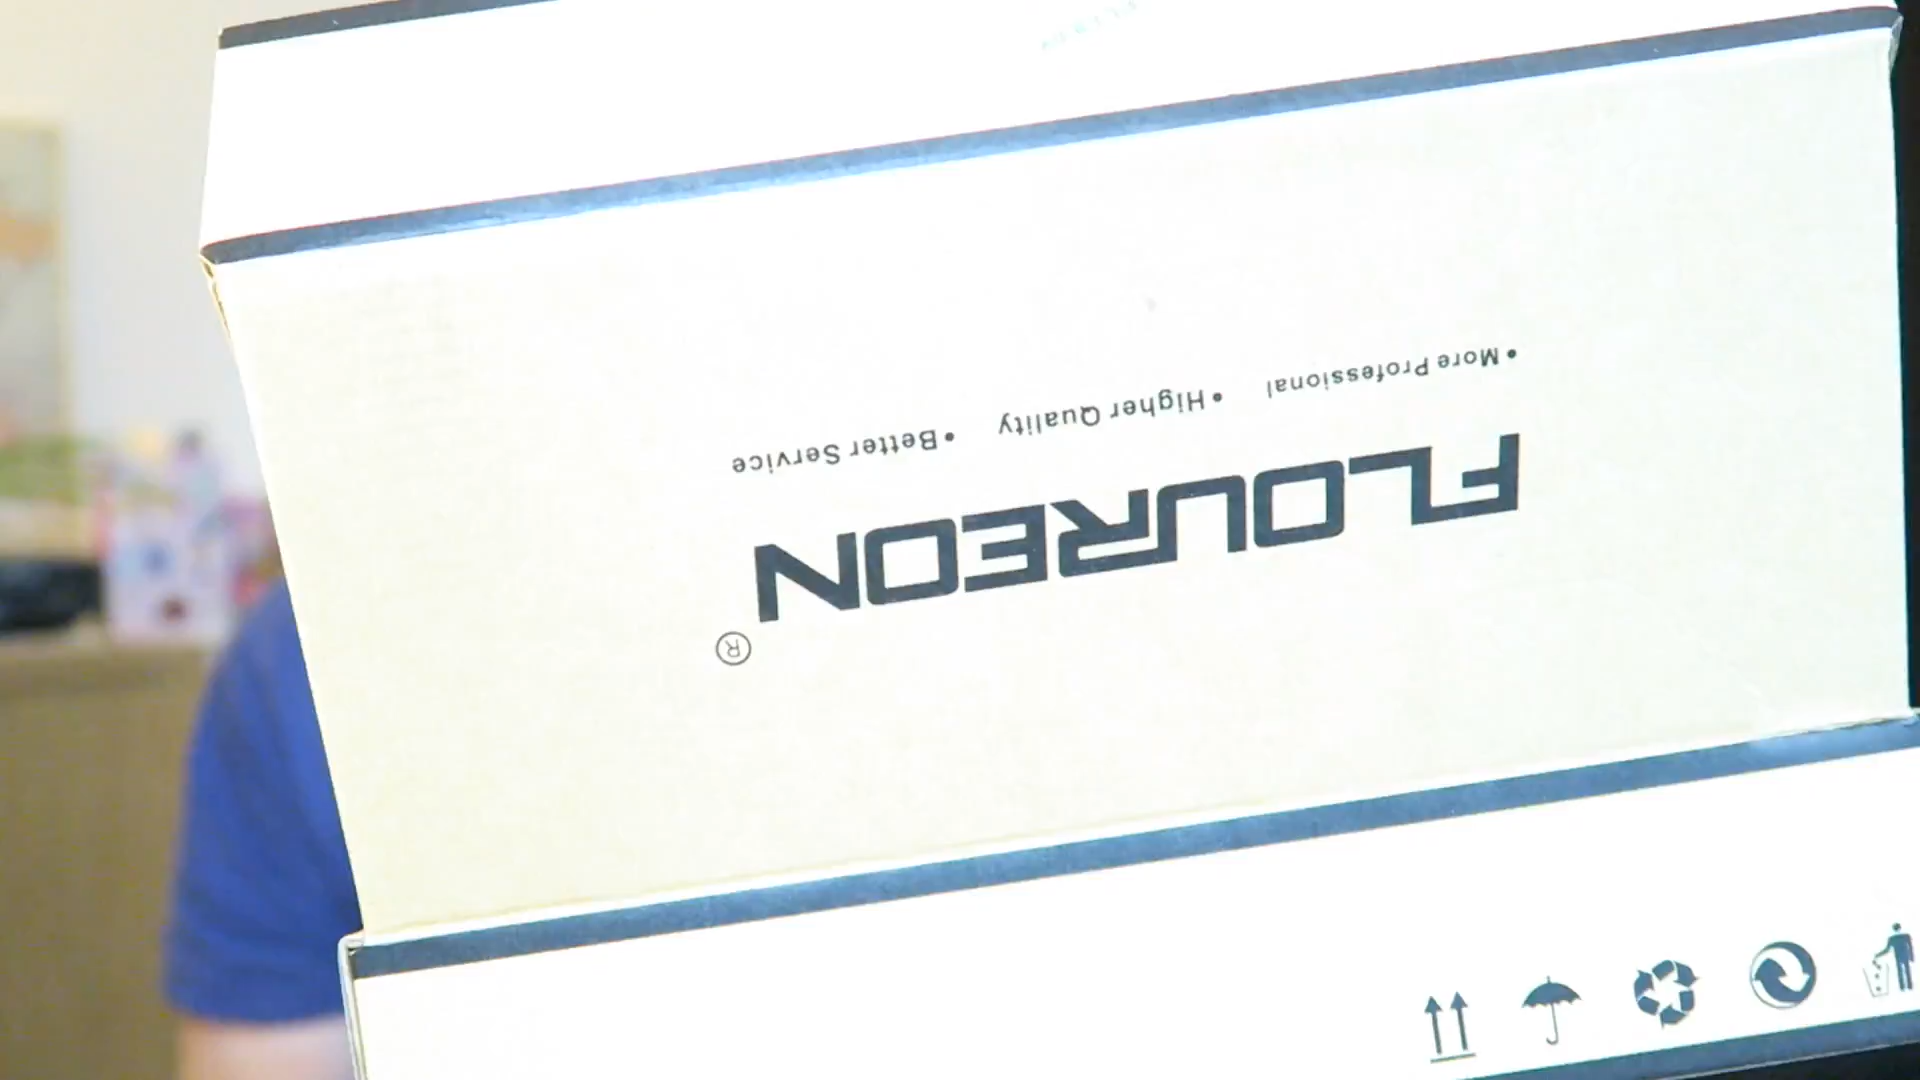 FLOUREON®
• More Professional • Higher Quality • Better Service